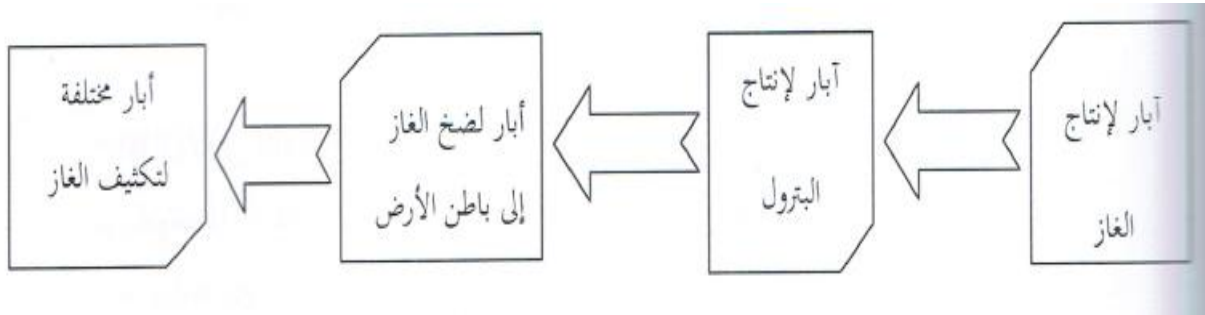 آبار لإنتاج
الغاز
آبار لإنتاج
البترول
أبار لضخ الغاز
إلى باطن الأرض
أبار مختلفة
لتكثيف الغاز